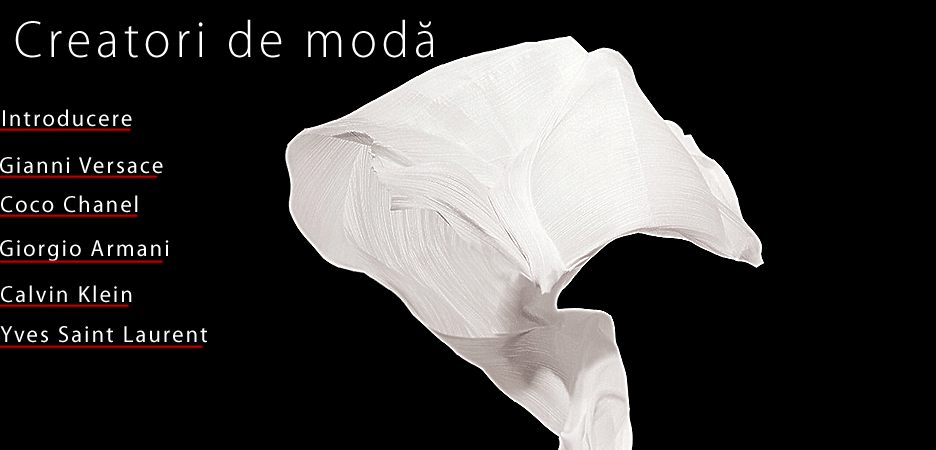 Creatori de modă
Introducere
Gianni Versace
Coco Chanel
Giorgio Armani
Calvin Klein
Yves Saint Laurent